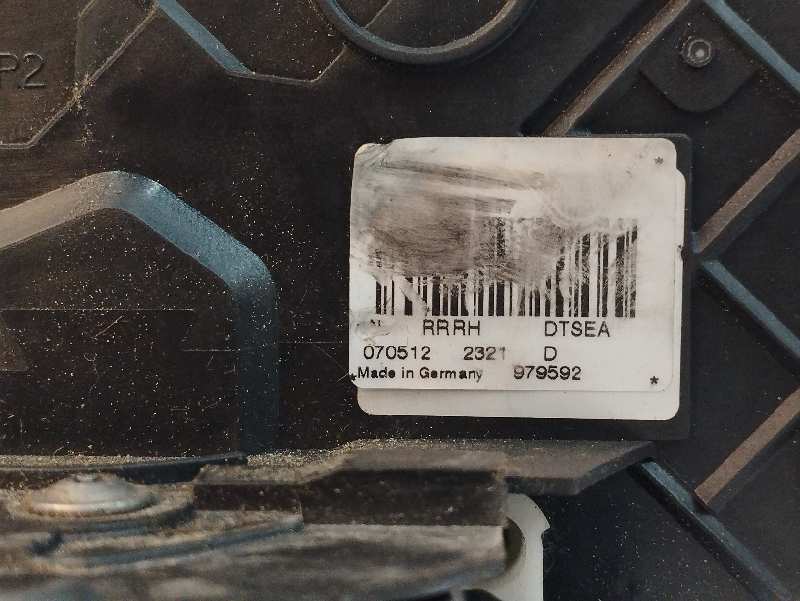 P2
RRRH DTSEA
070512 2321 D
Made in Germany 979592